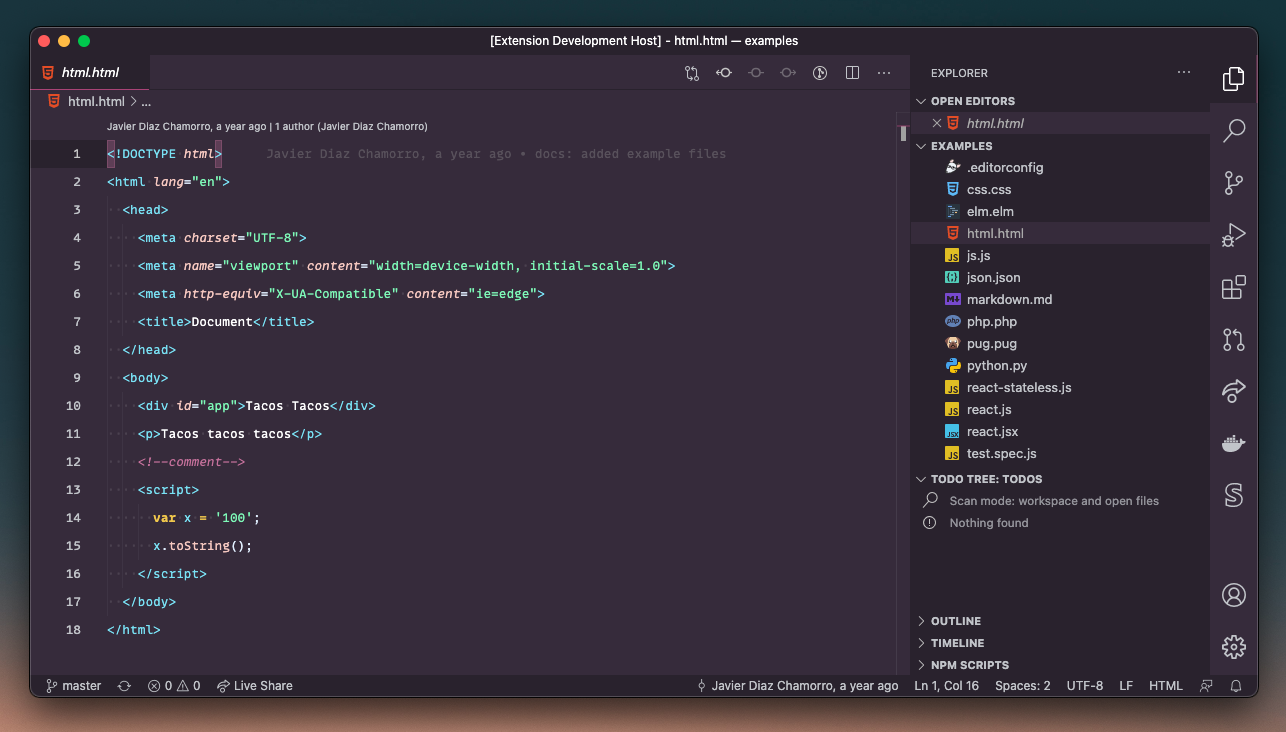 [Extension Development Host] - html.html — examples
html.html
html.html > ...
Javier Diaz Chamorro, a year ago | 1 author (Javier Diaz Chamorro)
1 <!DOCTYPE html> Javier Diaz Chamorro, a year ago • docs: added example files
2 <html lang="en">
3 <head>
4 <meta charset="UTF-8">
5 <meta name="viewport" content="width=device-width, initial-scale=1.0">
6 <meta http-equiv="X-UA-Compatible" content="ie=edge">
7 <title>Document</title>
8 </head>
9 <body>
10 <div id="app">Tacos Tacos</div>
11 <p>Tacos tacos tacos</p>
12 <!--comment-->
13 <script>
14 var x = '100';
15 x.toString();
16 </script>
17 </body>
18 </html>
EXPLORER
OPEN EDITORS
html.html
EXAMPLES
.editorconfig
css.css
elm.elm
html.html
JS js.js
json.json
markdown.md
php php.php
pug.pug
python.py
JS react-stateless.js
JS react.js
JSX react.jsx
JS test.spec.js
TODO TREE: TODOS
Scan mode: workspace and open files
Nothing found
OUTLINE
TIMELINE
NPM SCRIPTS
master 0 0 Live Share Javier Diaz Chamorro, a year ago Ln 1, Col 16 Spaces: 2 UTF-8 LF HTML